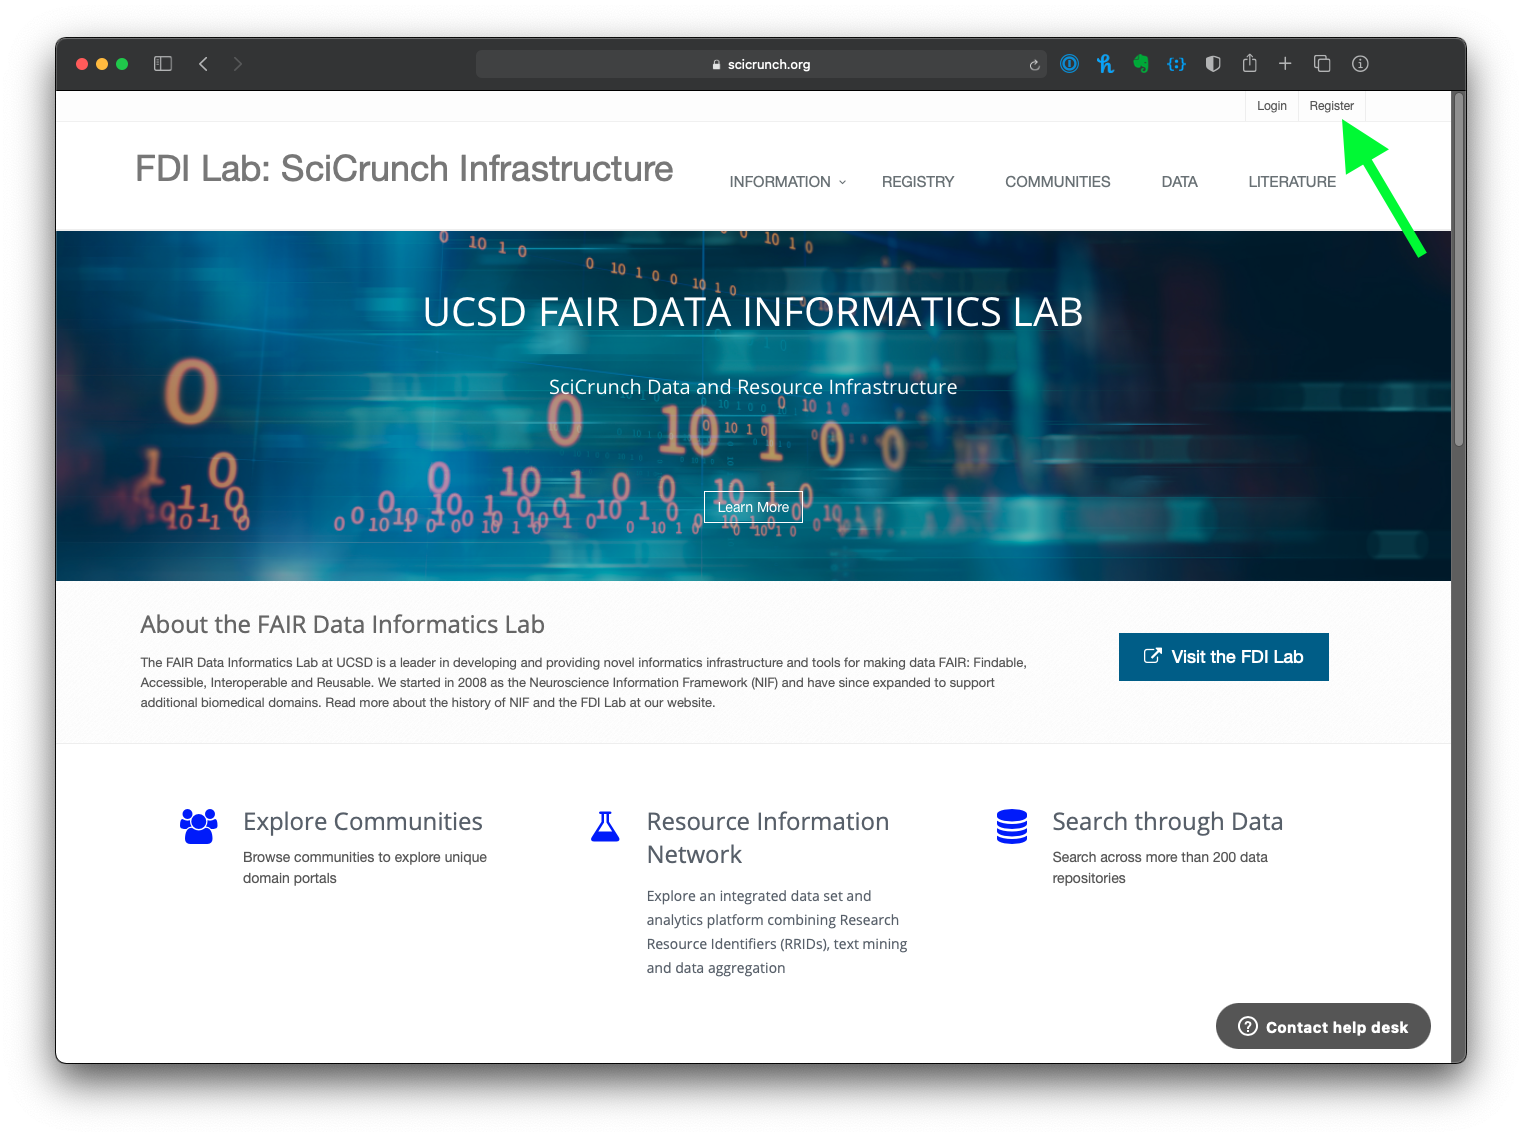 scicrunch.org
Login Register
FDI Lab: SciCrunch Infrastructure
INFORMATION REGISTRY COMMUNITIES DATA LITERATURE
UCSD FAIR DATA INFORMATICS LAB
SciCrunch Data and Resource Infrastructure
Learn More
About the FAIR Data Informatics Lab
The FAIR Data Informatics Lab at UCSD is a leader in developing and providing novel informatics infrastructure and tools for making data FAIR: Findable,
Accessible, Interoperable and Reusable. We started in 2008 as the Neuroscience Information Framework (NIF) and have since expanded to support
additional biomedical domains. Read more about the history of NIF and the FDI Lab at our website.
Visit the FDI Lab
Explore Communities
Browse communities to explore unique
domain portals
Resource Information
Network
Explore an integrated data set and
analytics platform combining Research
Resource Identifiers (RRIDs), text mining
and data aggregation
Search through Data
Search across more than 200 data
repositories
Contact help desk